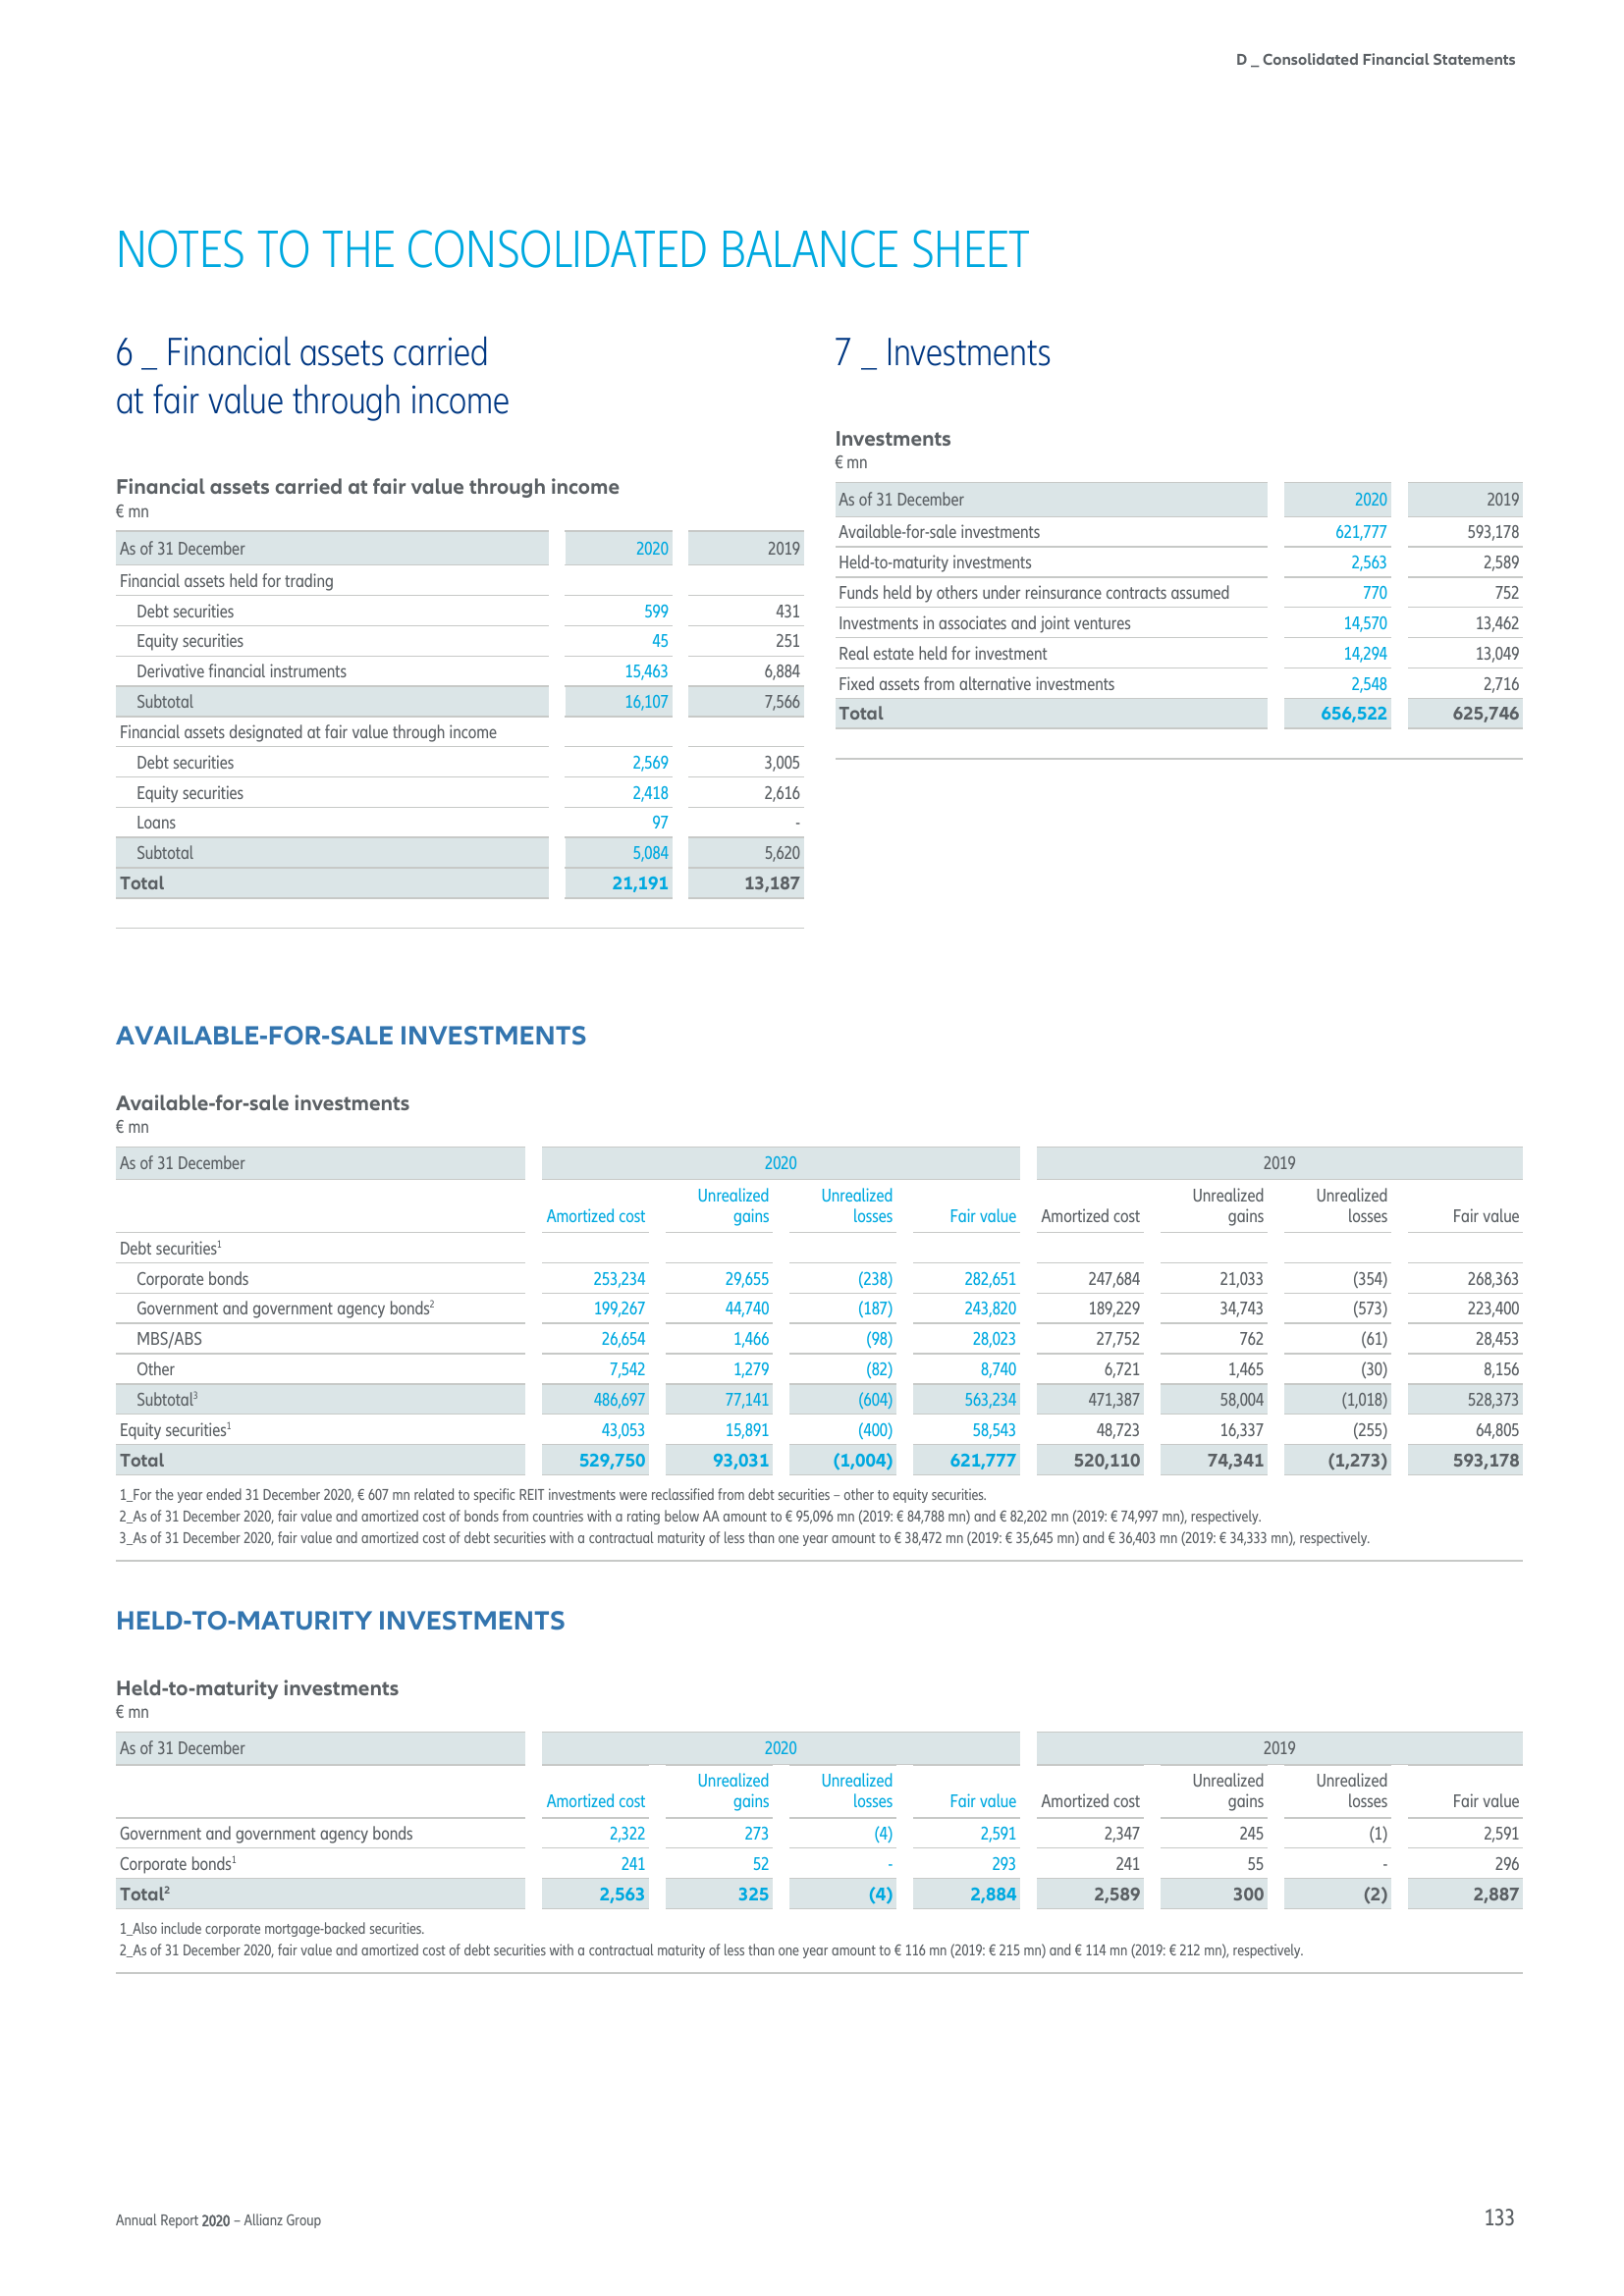 D _ Consolidated Financial Statements
NOTES TO THE CONSOLIDATED BALANCE SHEET
6 _ Financial assets carried
at fair value through income
Financial assets carried at fair value through income
€ mn
As of 31 December 2020 2019
Financial assets held for trading
Debt securities 599 431
Equity securities 45 251
Derivative financial instruments 15,463 6,884
Subtotal 16,107 7,566
Financial assets designated at fair value through income
Debt securities 2,569 3,005
Equity securities 2,418 2,616
Loans 97 -
Subtotal 5,084 5,620
Total 21,191 13,187
7 _ Investments
Investments
€ mn
As of 31 December 2020 2019
Available-for-sale investments 621,777 593,178
Held-to-maturity investments 2,563 2,589
Funds held by others under reinsurance contracts assumed 770 752
Investments in associates and joint ventures 14,570 13,462
Real estate held for investment 14,294 13,049
Fixed assets from alternative investments 2,548 2,716
Total 656,522 625,746
AVAILABLE-FOR-SALE INVESTMENTS
Available-for-sale investments
€ mn
As of 31 December 2020 2019
Unrealized Unrealized Unrealized Unrealized
Amortized cost gains losses Fair value Amortized cost gains losses Fair value
Debt securities1
Corporate bonds 253,234 29,655 (238) 282,651 247,684 21,033 (354) 268,363
Government and government agency bonds2 199,267 44,740 (187) 243,820 189,229 34,743 (573) 223,400
MBS/ABS 26,654 1,466 (98) 28,023 27,752 762 (61) 28,453
Other 7,542 1,279 (82) 8,740 6,721 1,465 (30) 8,156
Subtotal3 486,697 77,141 (604) 563,234 471,387 58,004 (1,018) 528,373
Equity securities1 43,053 15,891 (400) 58,543 48,723 16,337 (255) 64,805
Total 529,750 93,031 (1,004) 621,777 520,110 74,341 (1,273) 593,178
1_For the year ended 31 December 2020, € 607 mn related to specific REIT investments were reclassified from debt securities – other to equity securities.
2_As of 31 December 2020, fair value and amortized cost of bonds from countries with a rating below AA amount to € 95,096 mn (2019: € 84,788 mn) and € 82,202 mn (2019: € 74,997 mn), respectively.
3_As of 31 December 2020, fair value and amortized cost of debt securities with a contractual maturity of less than one year amount to € 38,472 mn (2019: € 35,645 mn) and € 36,403 mn (2019: € 34,333 mn), respectively.
HELD-TO-MATURITY INVESTMENTS
Held-to-maturity investments
€ mn
As of 31 December 2020 2019
Unrealized Unrealized Unrealized Unrealized
Amortized cost gains losses Fair value Amortized cost gains losses Fair value
Government and government agency bonds 2,322 273 (4) 2,591 2,347 245 (1) 2,591
Corporate bonds1 241 52 - 293 241 55 - 296
Total2 2,563 325 (4) 2,884 2,589 300 (2) 2,887
1_Also include corporate mortgage-backed securities.
2_As of 31 December 2020, fair value and amortized cost of debt securities with a contractual maturity of less than one year amount to € 116 mn (2019: € 215 mn) and € 114 mn (2019: € 212 mn), respectively.
Annual Report 2020 – Allianz Group 133